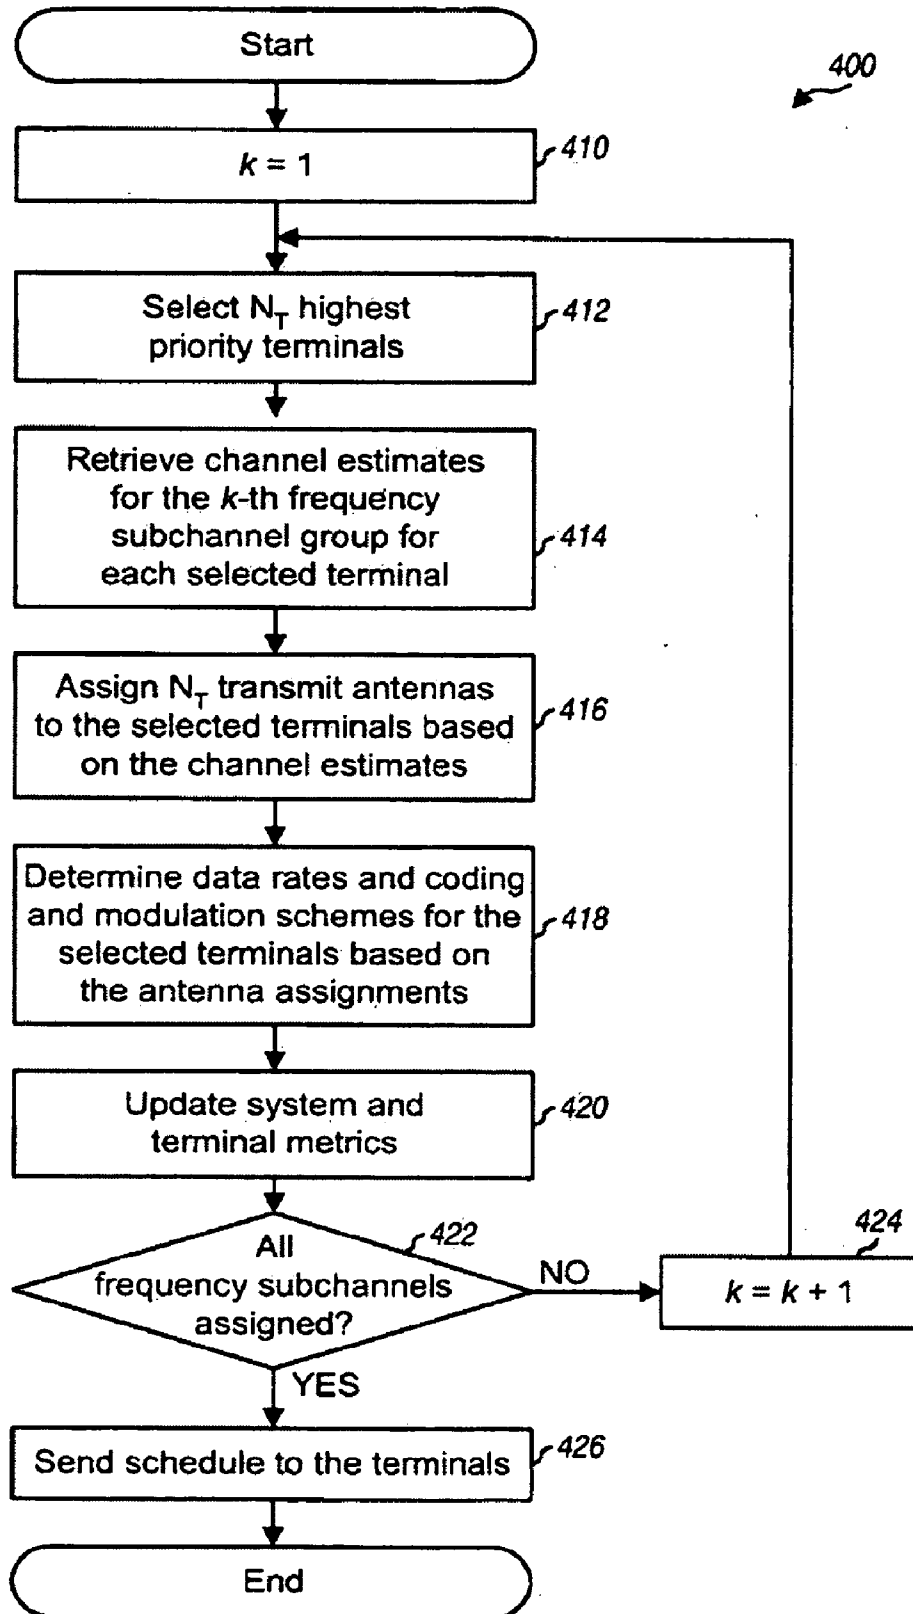 Start
400
k = 1
410
Select N_T highest
priority terminals
412
Retrieve channel estimates
for the k-th frequency
subchannel group for
each selected terminal
414
Assign N_T transmit antennas
to the selected terminals based
on the channel estimates
416
Determine data rates and coding
and modulation schemes for the
selected terminals based on
the antenna assignments
418
Update system and
terminal metrics
420
All
frequency subchannels
assigned?
422
NO
424
k = k + 1
YES
Send schedule to the terminals
426
End